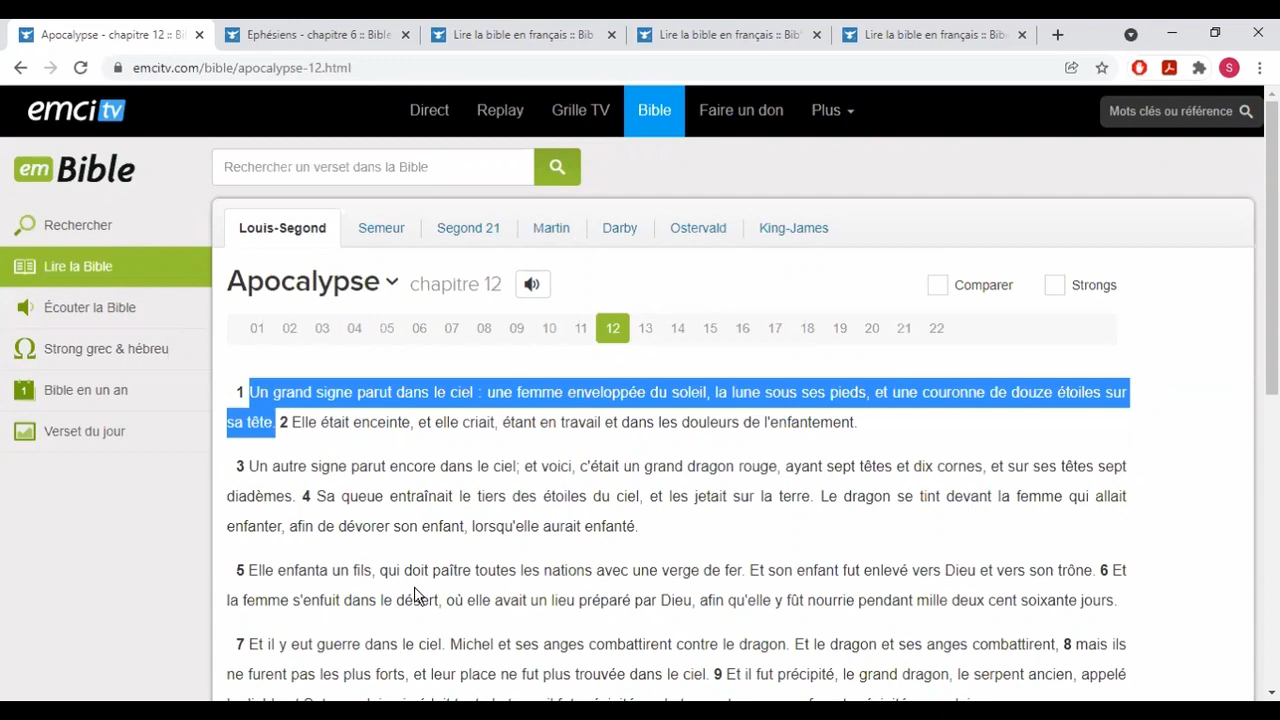 Apocalypse - chapitre 12 :: Bi
Ephésiens - chapitre 6 :: Bible
Lire la bible en français :: Bib
Lire la bible en français :: Bib
Lire la bible en français :: Bib
emcitv.com/bible/apocalypse-12.html
S
emci tv
Direct
Replay
Grille TV
Bible
Faire un don
Plus
Mots clés ou référence
em Bible
Rechercher un verset dans la Bible
Rechercher
Lire la Bible
Écouter la Bible
Strong grec & hébreu
1 Bible en un an
Verset du jour
Louis-Segond
Semeur
Segond 21
Martin
Darby
Ostervald
King-James
Apocalypse chapitre 12
Comparer
Strongs
01 02 03 04 05 06 07 08 09 10 11 12 13 14 15 16 17 18 19 20 21 22
1 Un grand signe parut dans le ciel : une femme enveloppée du soleil, la lune sous ses pieds, et une couronne de douze étoiles sur
sa tête. 2 Elle était enceinte, et elle criait, étant en travail et dans les douleurs de l'enfantement.
3 Un autre signe parut encore dans le ciel; et voici, c'était un grand dragon rouge, ayant sept têtes et dix cornes, et sur ses têtes sept
diadèmes. 4 Sa queue entraînait le tiers des étoiles du ciel, et les jetait sur la terre. Le dragon se tint devant la femme qui allait
enfanter, afin de dévorer son enfant, lorsqu'elle aurait enfanté.
5 Elle enfanta un fils, qui doit paître toutes les nations avec une verge de fer. Et son enfant fut enlevé vers Dieu et vers son trône. 6 Et
la femme s'enfuit dans le désert, où elle avait un lieu préparé par Dieu, afin qu'elle y fût nourrie pendant mille deux cent soixante jours.
7 Et il y eut guerre dans le ciel. Michel et ses anges combattirent contre le dragon. Et le dragon et ses anges combattirent, 8 mais ils
ne furent pas les plus forts, et leur place ne fut plus trouvée dans le ciel. 9 Et il fut précipité, le grand dragon, le serpent ancien, appelé